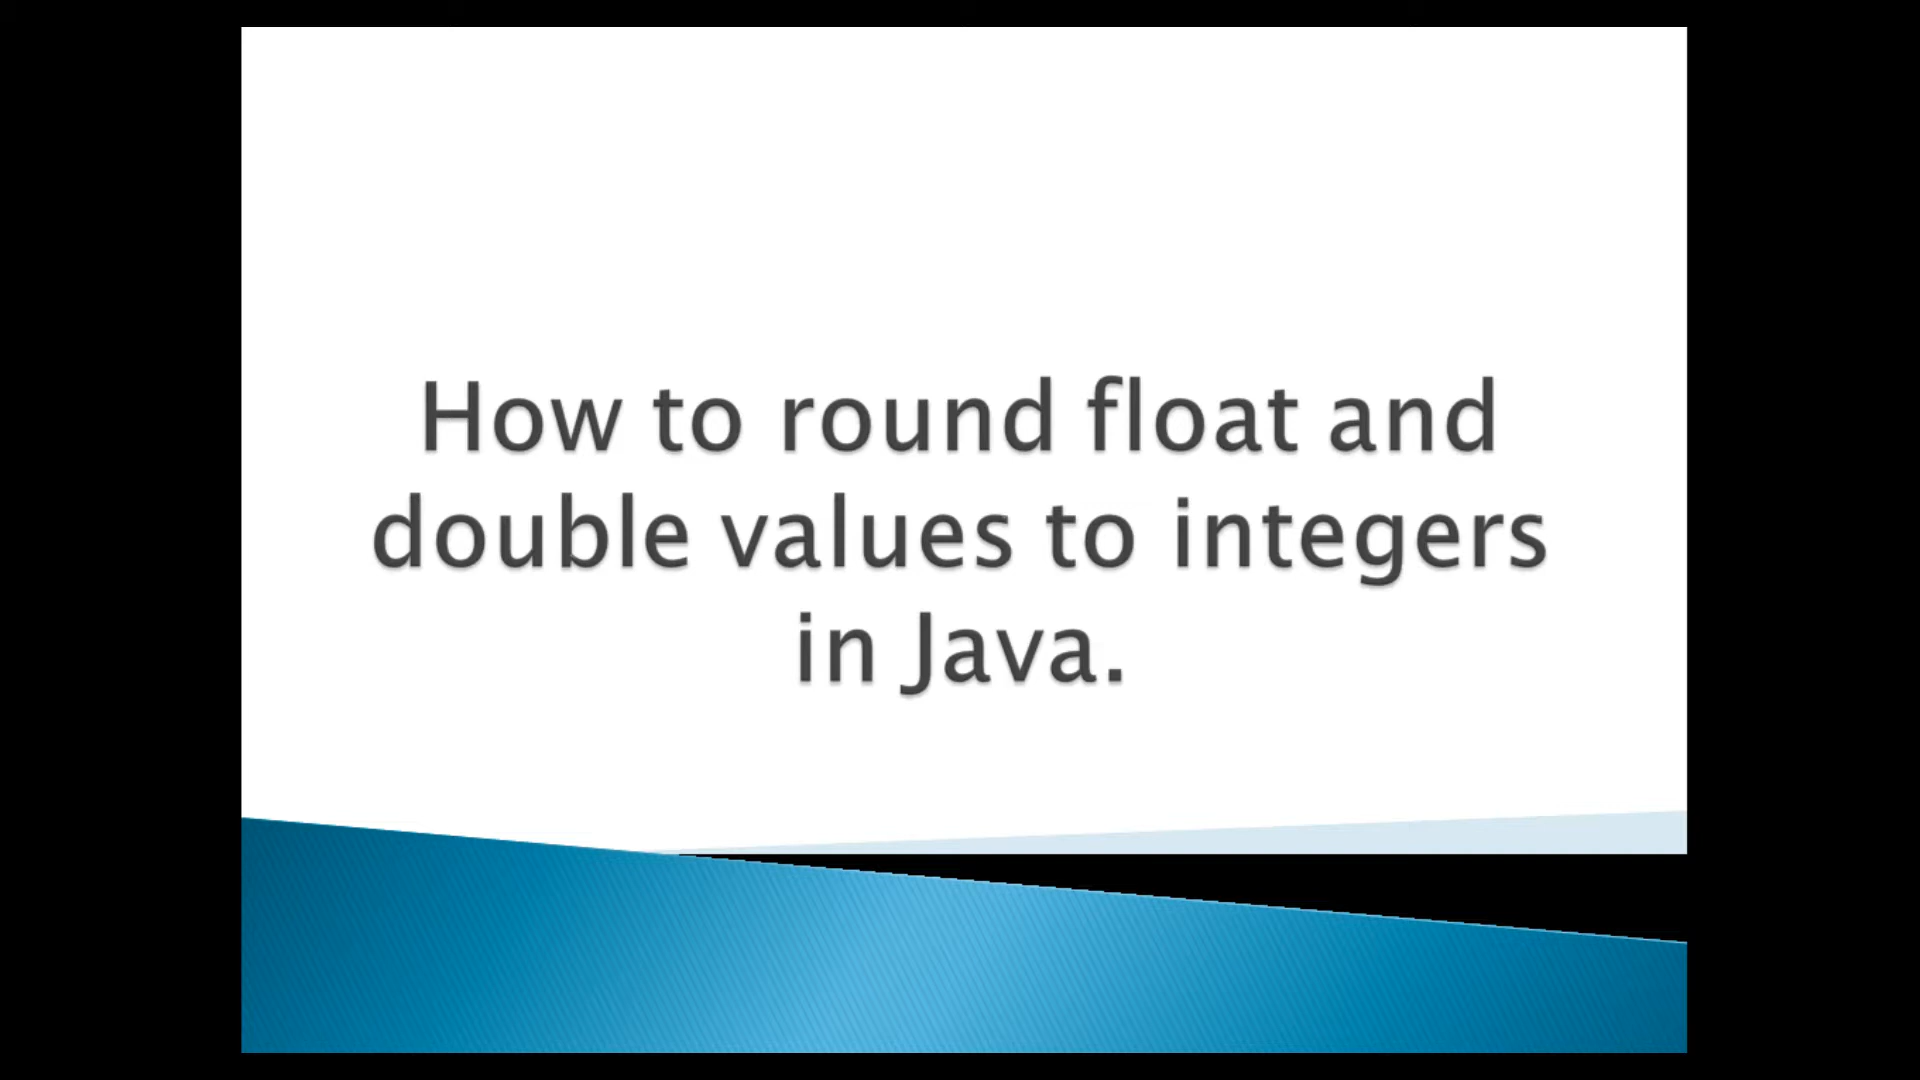 How to round float and
double values to integers
in Java.